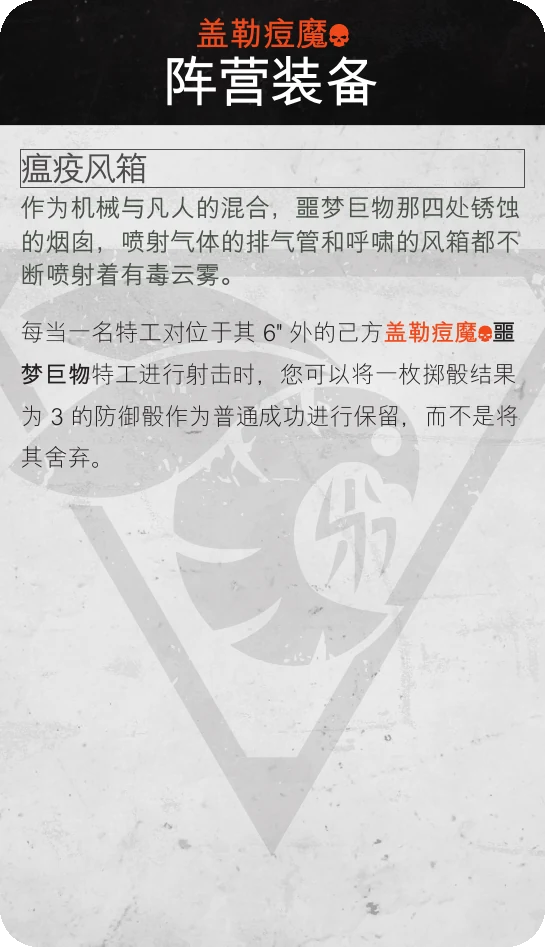 盖勒痘魔
阵营装备
瘟疫风箱
作为机械与凡人的混合，噩梦巨物那四处锈蚀
的烟囱，喷射气体的排气管和呼啸的风箱都不
断喷射着有毒云雾。
每当一名特工对位于其 6" 外的己方盖勒痘魔噩
梦巨物特工进行射击时，您可以将一枚掷骰结果
为 3 的防御骰作为普通成功进行保留，而不是将
其舍弃。